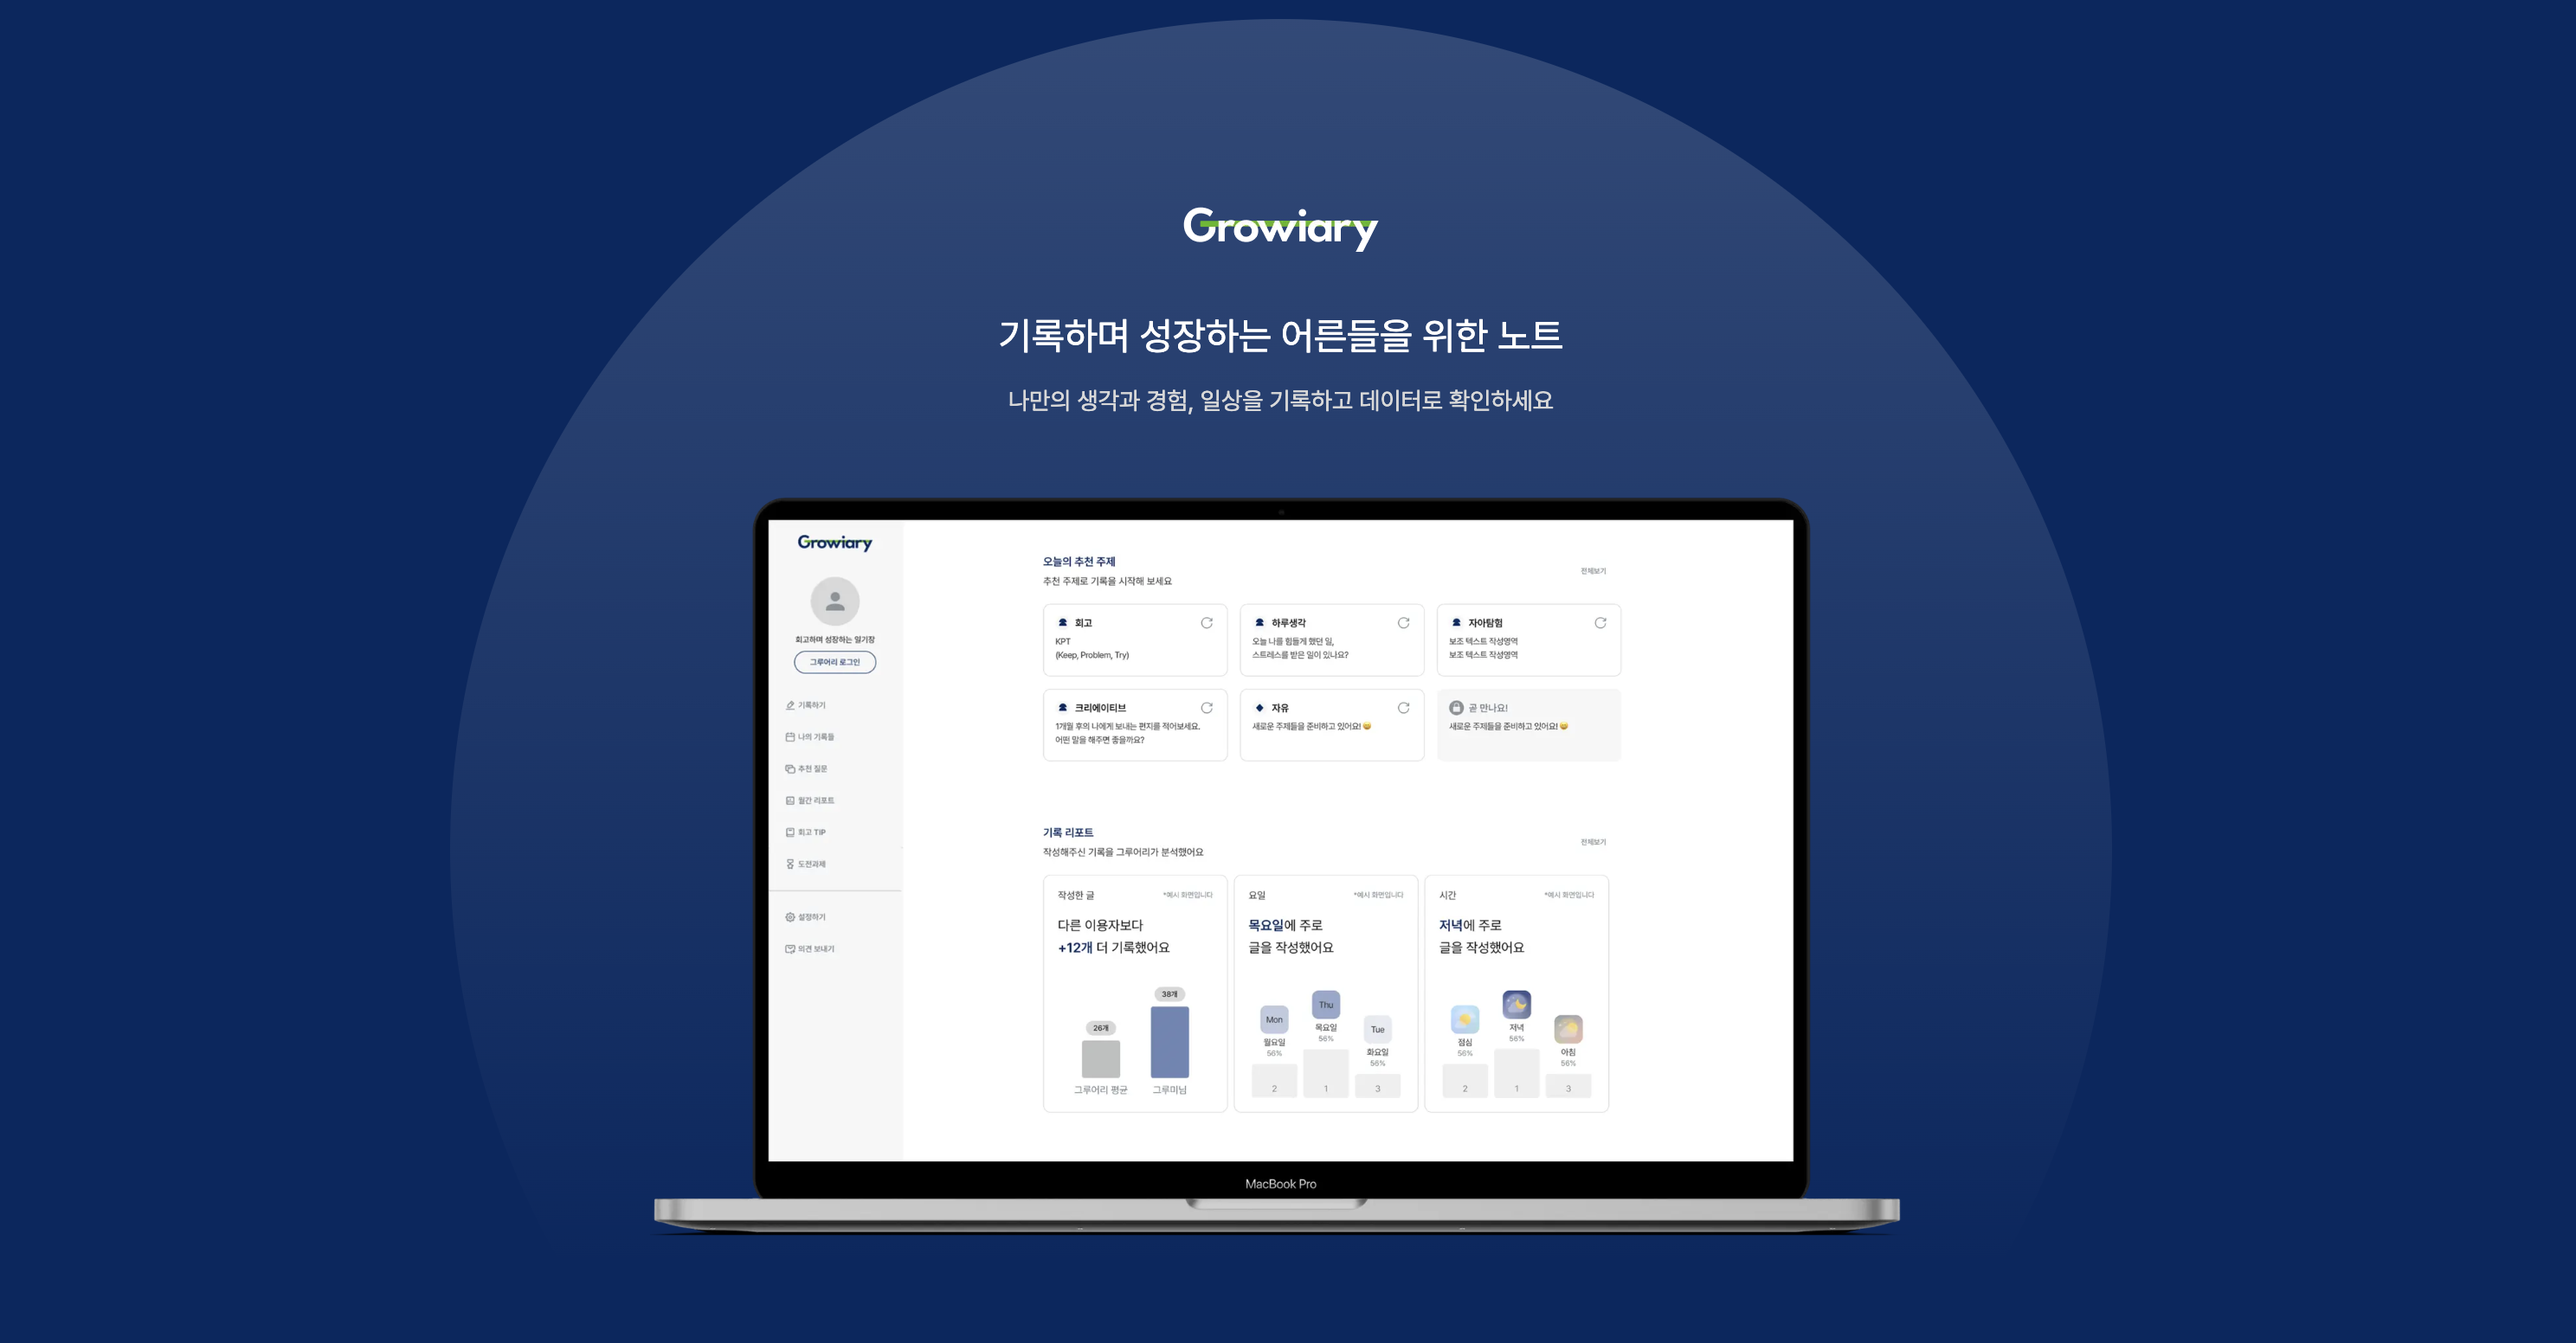 Growiary
기록하며 성장하는 어른들을 위한 노트
나만의 생각과 경험, 일상을 기록하고 데이터로 확인하세요
Growiary
회고하며 성장하는 일기장
그루어리 로그인
기록하기
나의 기록들
추천 질문
월간 리포트
회고 TIP
도전과제
설정하기
의견 보내기
오늘의 추천 주제
추천 주제로 기록을 시작해 보세요
전체보기
회고
KPT
(Keep, Problem, Try)
하루생각
오늘 나를 힘들게 했던 일,
스트레스를 받은 일이 있나요?
자아탐험
보조 텍스트 작성영역
보조 텍스트 작성영역
크리에이티브
1개월 후의 나에게 보내는 편지를 적어보세요.
어떤 말을 해주면 좋을까요?
자유
새로운 주제들을 준비하고 있어요! 😸
곧 만나요!
새로운 주제들을 준비하고 있어요! 😸
기록 리포트
작성해주신 기록을 그루어리가 분석했어요
전체보기
작성한 글 *예시 화면입니다
다른 이용자보다
+12개 더 기록했어요
38개
26개
그루어리 평균 그루미님
요일 *예시 화면입니다
목요일에 주로
글을 작성했어요
Mon
월요일
56%
2
Thu
목요일
56%
1
Tue
화요일
56%
3
시간 *예시 화면입니다
저녁에 주로
글을 작성했어요
점심
56%
2
저녁
56%
1
아침
56%
3
MacBook Pro